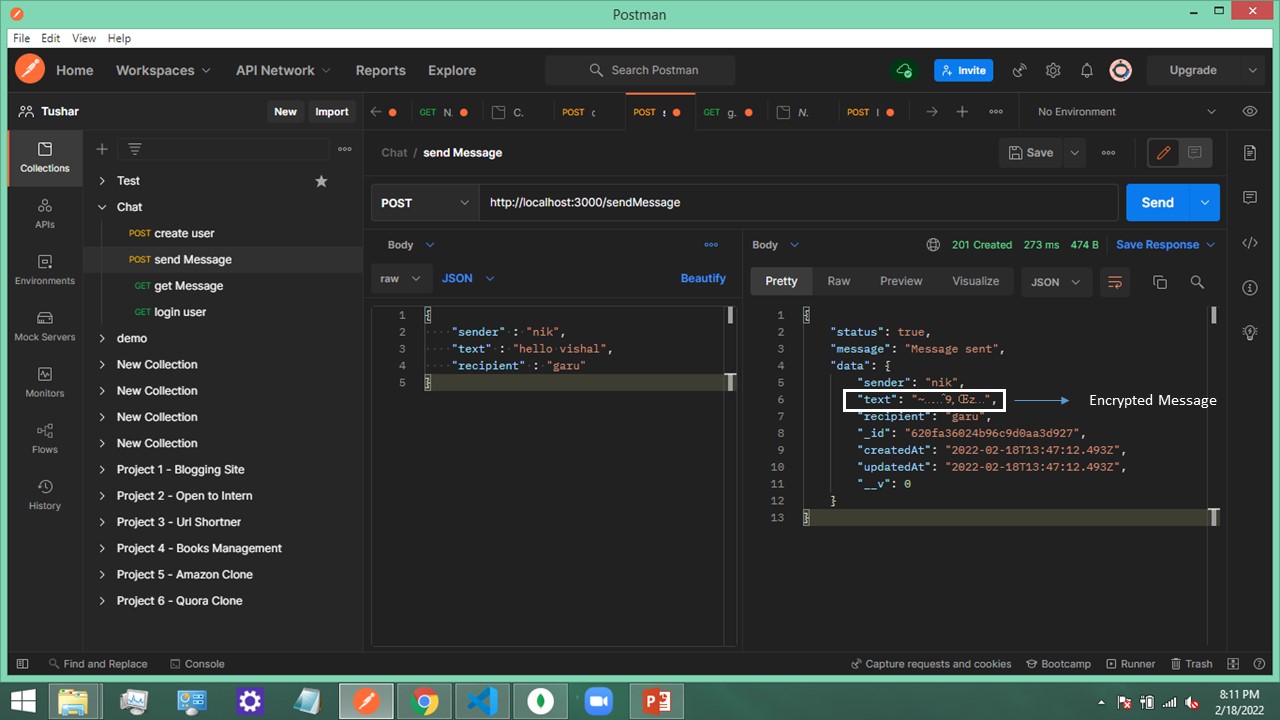 Postman
File Edit View Help
Home Workspaces API Network Reports Explore Search Postman Invite Upgrade
Tushar New Import GET N. C. POST POST GET g. N. POST No Environment
Chat / send Message Save
Collections
APIs
Environments
Mock Servers
Monitors
Flows
History
Test
Chat
POST create user
POST send Message
GET get Message
GET login user
demo
New Collection
New Collection
New Collection
New Collection
Project 1 - Blogging Site
Project 2 - Open to Intern
Project 3 - Url Shortner
Project 4 - Books Management
Project 5 - Amazon Clone
Project 6 - Quora Clone
POST http://localhost:3000/sendMessage Send
Body
raw JSON Beautify
1 {
2 "sender" : "nik",
3 "text" : "hello vishal",
4 "recipient" : "garu"
5 }
Body 201 Created 273 ms 474 B Save Response
Pretty Raw Preview Visualize JSON
1 {
2 "status": true,
3 "message": "Message sent",
4 "data": {
5 "sender": "nik",
6 "text": Encrypted Message
7 "recipient": "garu",
8 "_id": "620fa36024b96c9d0aa3d927",
9 "createdAt": "2022-02-18T13:47:12.493Z",
10 "updatedAt": "2022-02-18T13:47:12.493Z",
11 "__v": 0
12 }
13 }
Find and Replace Console Capture requests and cookies Bootcamp Runner Trash
8:11 PM
2/18/2022